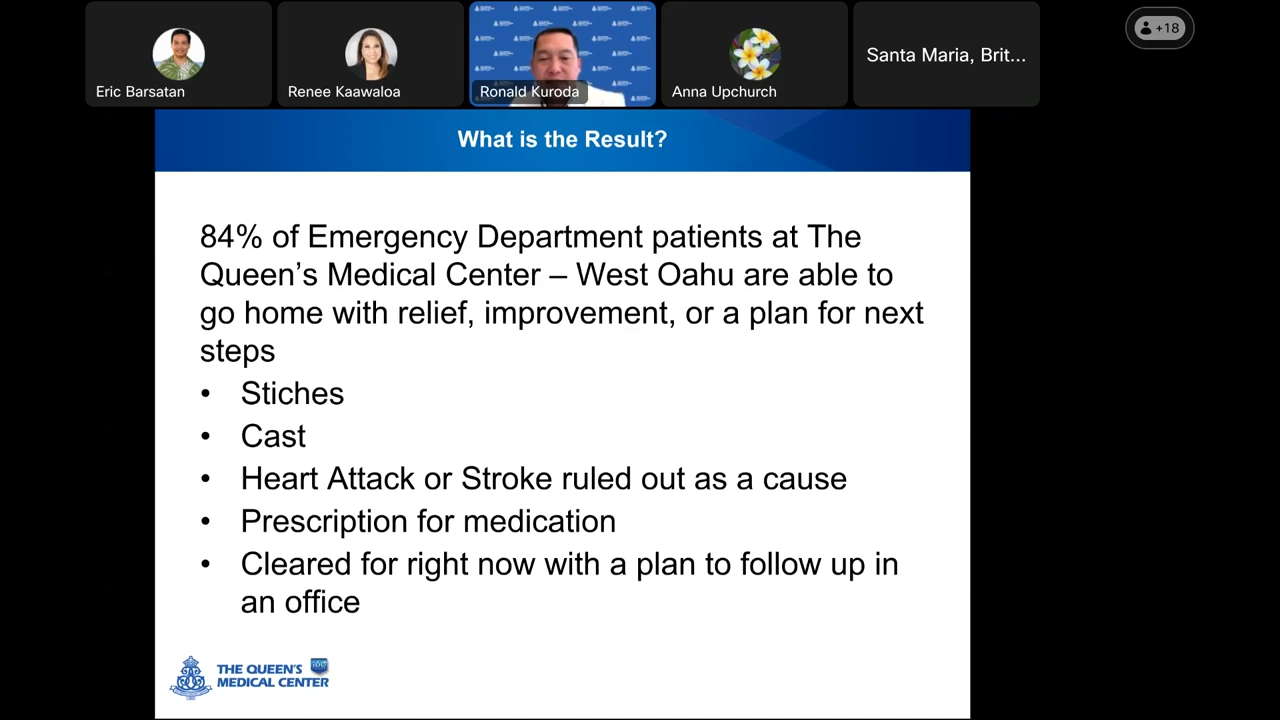 Eric Barsatan
Renee Kaawaloa
Ronald Kuroda
Anna Upchurch
Santa Maria, Brit...
+18
What is the Result?
84% of Emergency Department patients at The
Queen's Medical Center – West Oahu are able to
go home with relief, improvement, or a plan for next
steps
• Stiches
• Cast
• Heart Attack or Stroke ruled out as a cause
• Prescription for medication
• Cleared for right now with a plan to follow up in
an office
THE QUEEN'S
MEDICAL CENTER